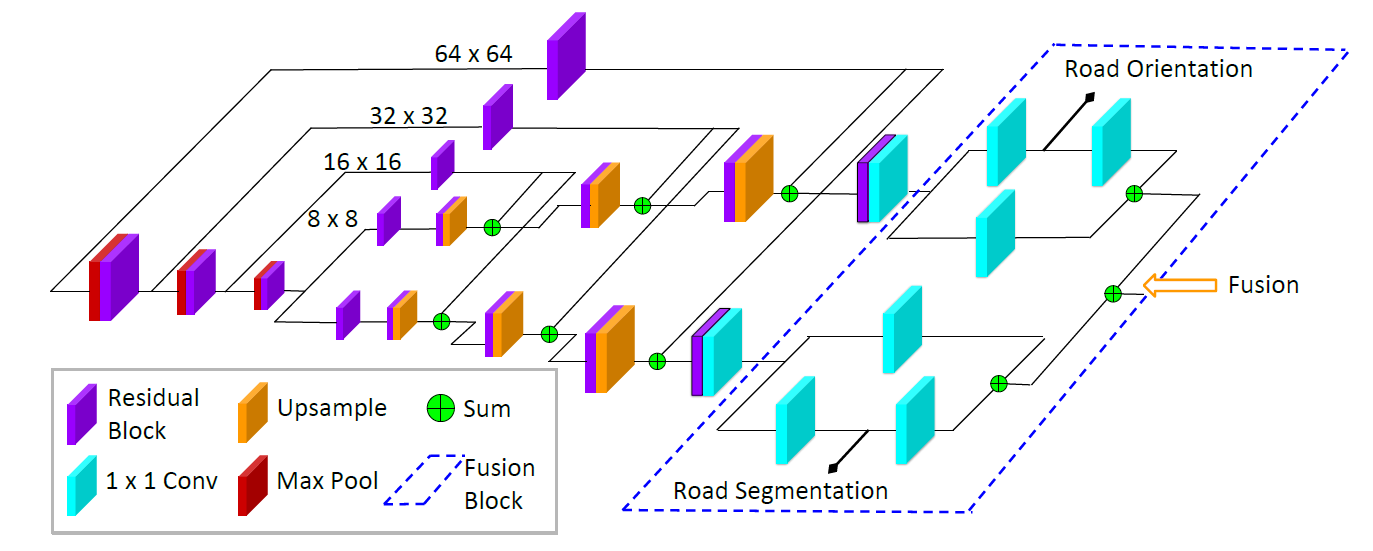 64 x 64
32 x 32
16 x 16
8 x 8
Road Orientation
Fusion
Road Segmentation
Residual
Block
Upsample
Sum
1 x 1 Conv
Max Pool
Fusion
Block